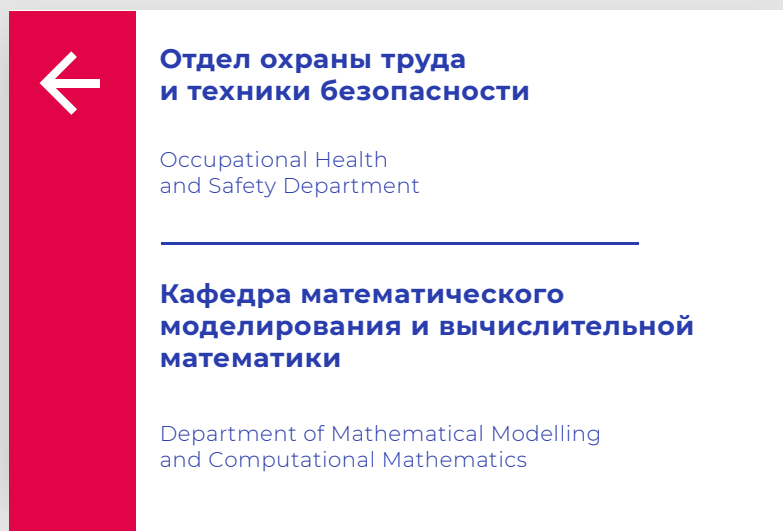 Отдел охраны труда
и техники безопасности
Occupational Health
and Safety Department
Кафедра математического
моделирования и вычислительной
математики
Department of Mathematical Modelling
and Computational Mathematics